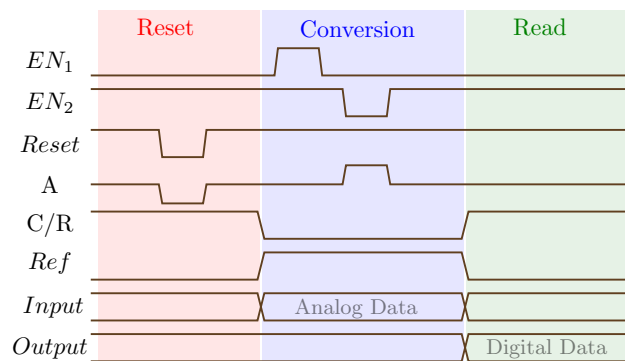 Reset Conversion Read
EN₁
EN₂
Reset
A
C/R
Ref
Input Analog Data
Output Digital Data